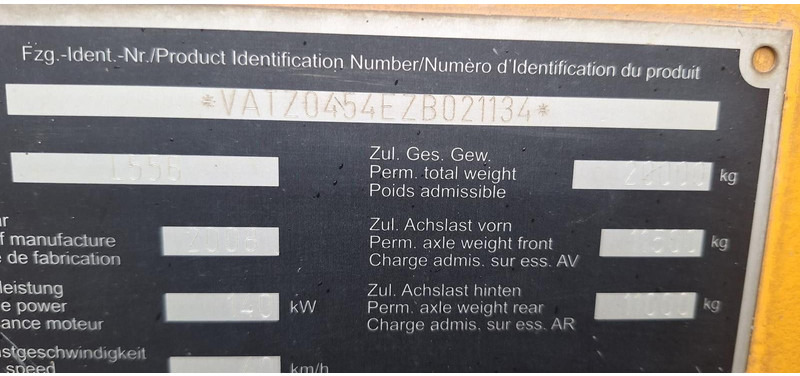 Fzg.-Ident.-Nr./Product Identification Number/Numèro d'Identification du produit
*VATZ0454EZB021134*
L556
Zul. Ges. Gew.
Perm. total weight
Poids admissible
kg
f manufacture
e de fabrication
Zul. Achslast vorn
Perm. axle weight front
Charge admis. sur ess. AV
kg
leistung
e power
ance moteur
140 kW
Zul. Achslast hinten
Perm. axle weight rear
Charge admis. sur ess. AR
11000 kg
stgeschwindigkeit
speed
km/h